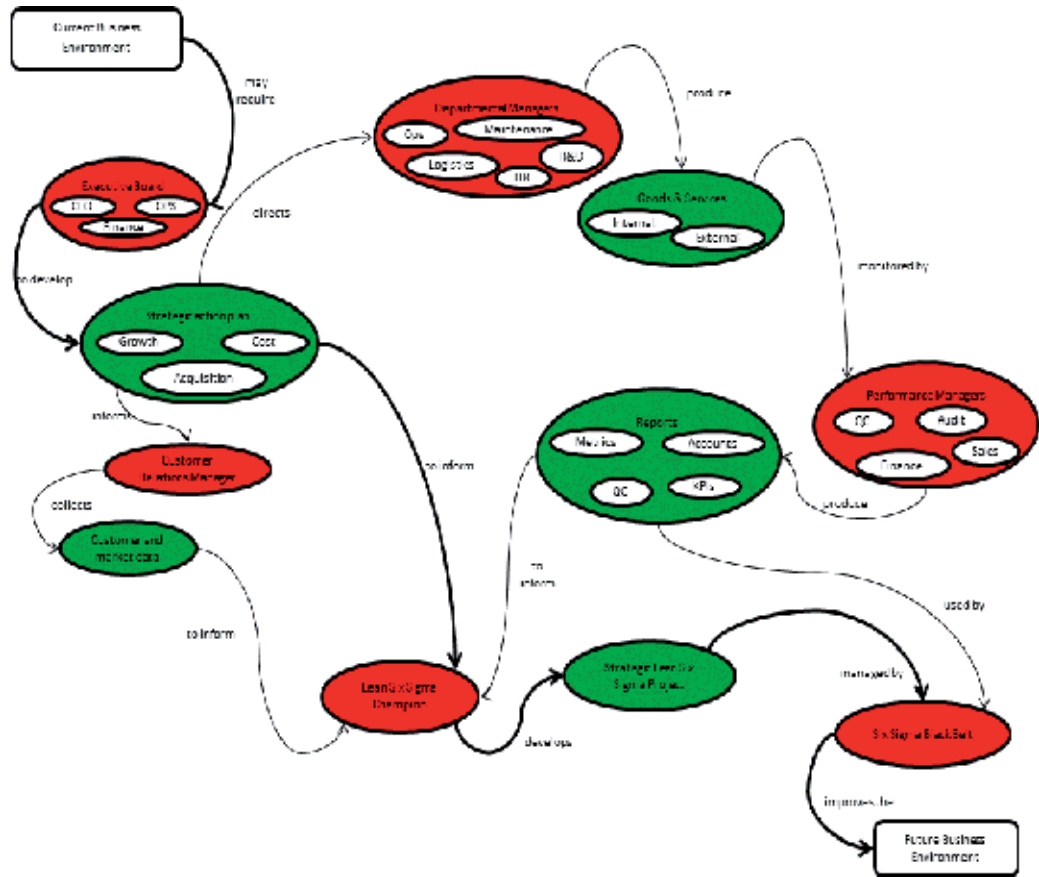 Current Business
Environment
may
require
Departmental Managers
Ops
Maintenance
Logistics
R&D
HR
produce
Executive Board
CEO
Finance
directs
Goods & Services
Internal
External
to develop
monitored by
Strategic action plan
Growth
Cost
Acquisition
informs
Performance Managers
QC
Audit
Sales
Finance
Reports
Metrics
Accounts
QC
KPIs
produce
to inform
Customer
Relations Manager
collects
Customer and
market data
to
inform
used by
to inform
Lean Six Sigma
Champion
Strategic Lean Six
Sigma Project
managed by
develops
Six Sigma Black Belt
improves the
Future Business
Environment